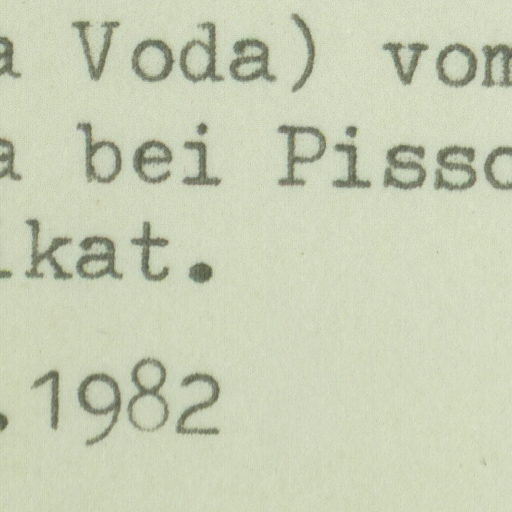 a Voda) vom
a bei Pisso
lkat.
.1982